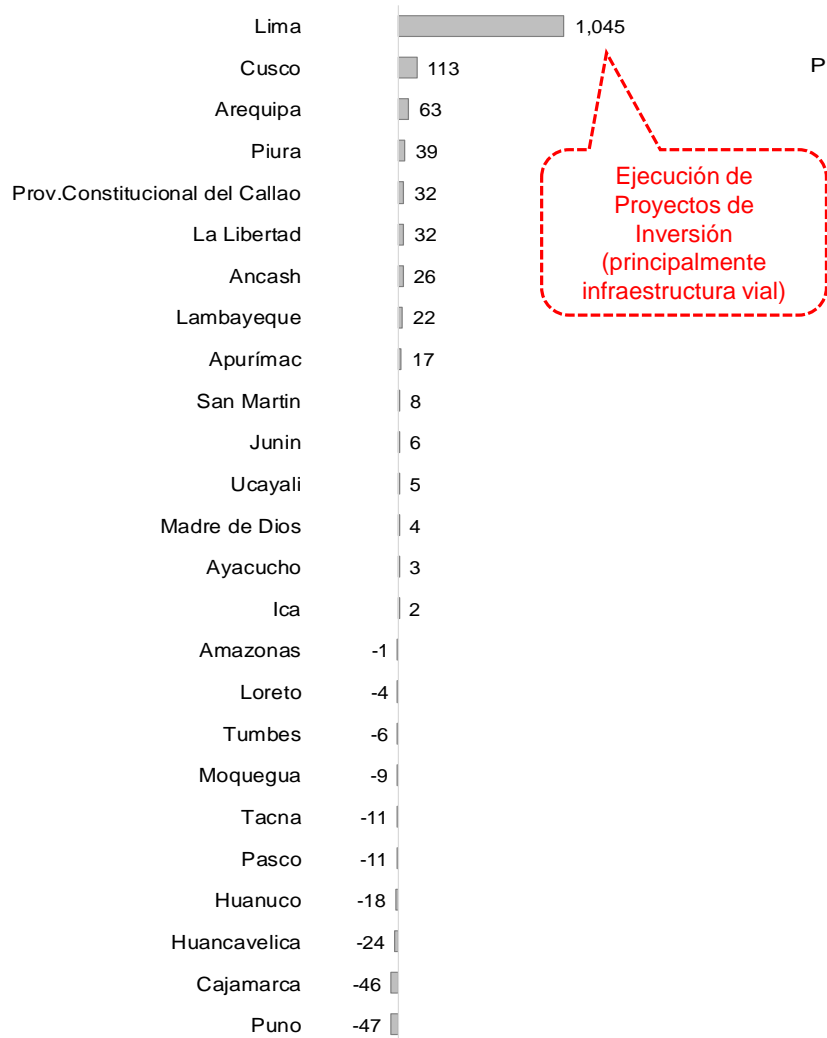 Lima 1,045
Cusco 113
P
Arequipa 63
Piura 39
Prov.Constitucional del Callao 32
La Libertad 32
Ancash 26
Lambayeque 22
Apurímac 17
San Martin 8
Junin 6
Ucayali 5
Madre de Dios 4
Ayacucho 3
Ica 2
Amazonas -1
Loreto -4
Tumbes -6
Moquegua -9
Tacna -11
Pasco -11
Huanuco -18
Huancavelica -24
Cajamarca -46
Puno -47
Ejecución de
Proyectos de
Inversión
(principalmente
infraestructura vial)